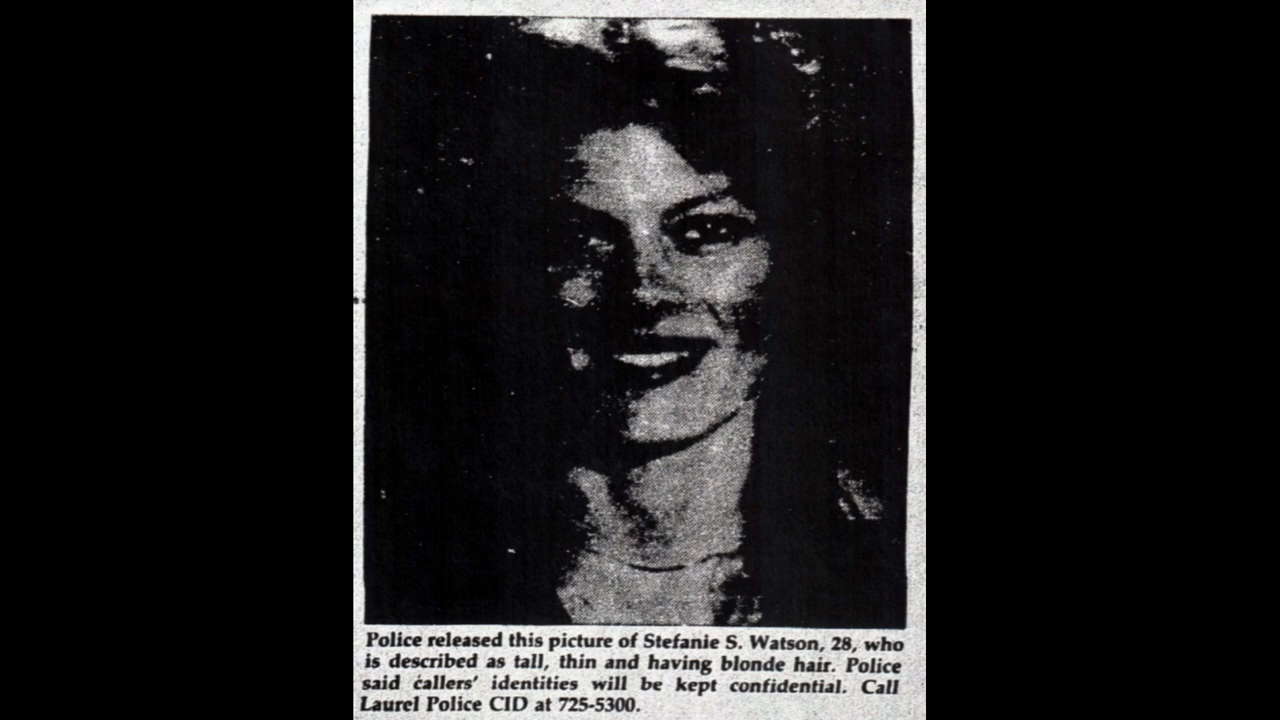 Police released this picture of Stefanie S. Watson, 28, who
is described as tall, thin and having blonde hair. Police
said callers' identities will be kept confidential. Call
Laurel Police CID at 725-5300.